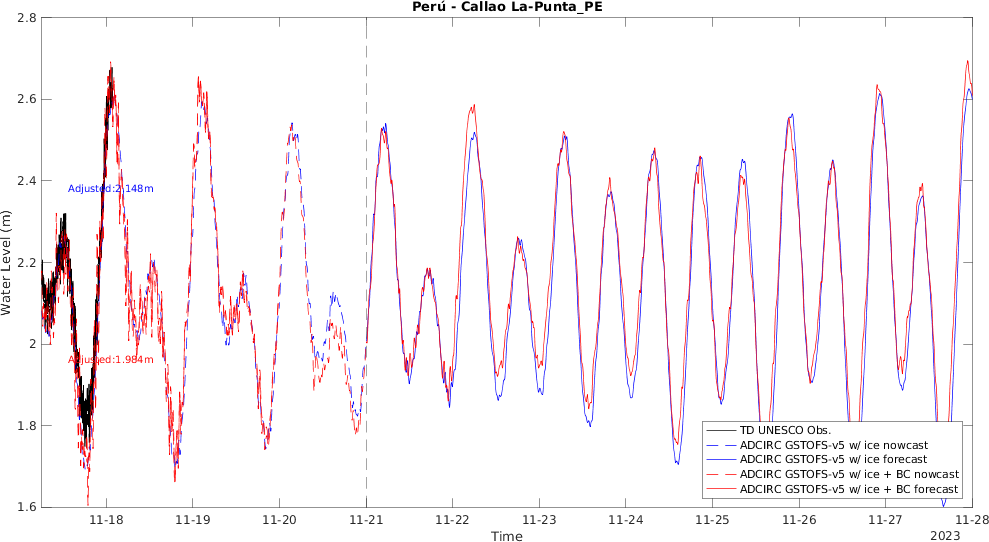 Perú - Callao La-Punta_PE
2.8
2.6
2.4
2.2
2
1.8
1.6
Water Level (m)
Adjusted:2.148m
Adjusted:1.984m
TD UNESCO Obs.
ADCIRC GSTOFS-v5 w/ ice nowcast
ADCIRC GSTOFS-v5 w/ ice forecast
ADCIRC GSTOFS-v5 w/ ice + BC nowcast
ADCIRC GSTOFS-v5 w/ ice + BC forecast
11-18 11-19 11-20 11-21 11-22 11-23 11-24 11-25 11-26 11-27 11-28
Time
2023